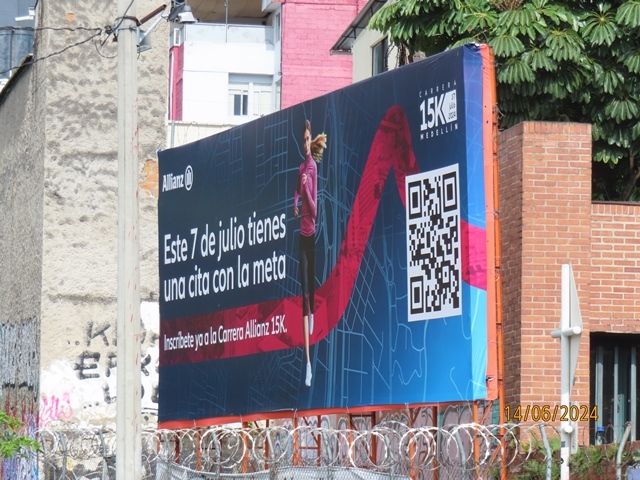 CARRERA
15K
MEDELLÍN
Allianz
Este 7 de julio tienes
una cita con la meta
Inscríbete ya a la Carrera Allianz 15K.
14/06/2024